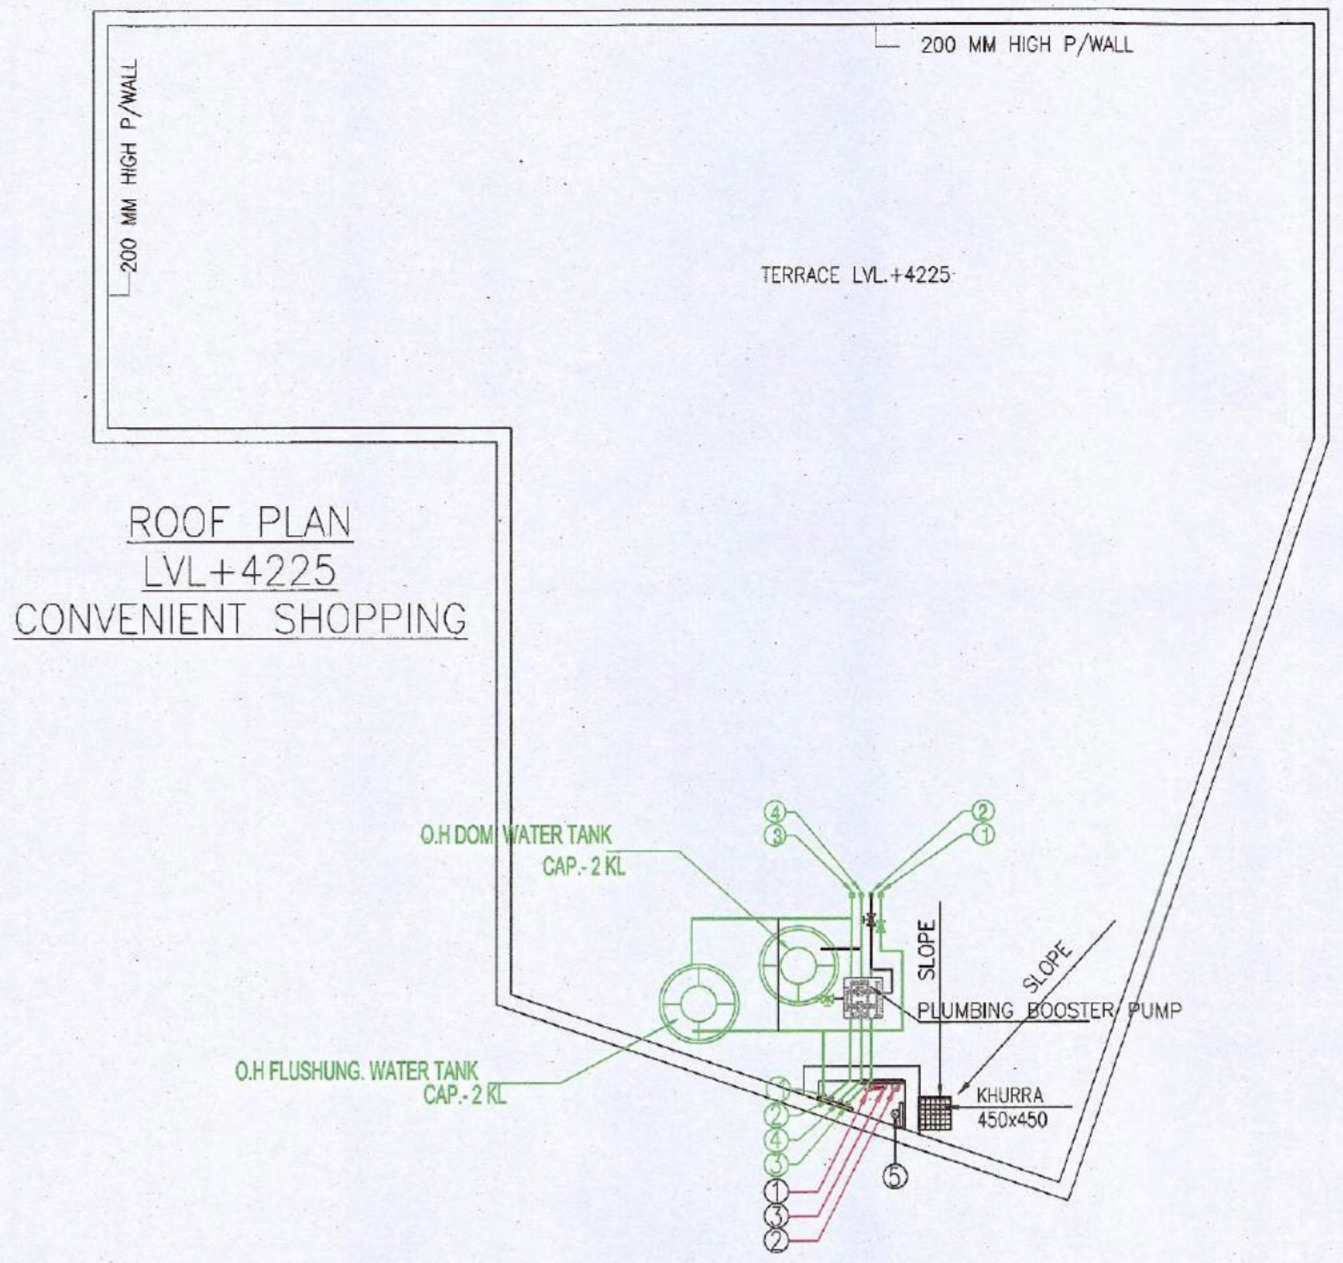 200 MM HIGH P/WALL
200 MM HIGH P/WALL
TERRACE LVL.+4225
ROOF PLAN
LVL+4225
CONVENIENT SHOPPING
4
3
2
1
O.H DOM. WATER TANK
CAP.- 2 KL
SLOPE
SLOPE
PLUMBING BOOSTER PUMP
O.H FLUSHUNG. WATER TANK
CAP.- 2 KL
KHURRA
450x450
1
2
4
3
1
3
2
5